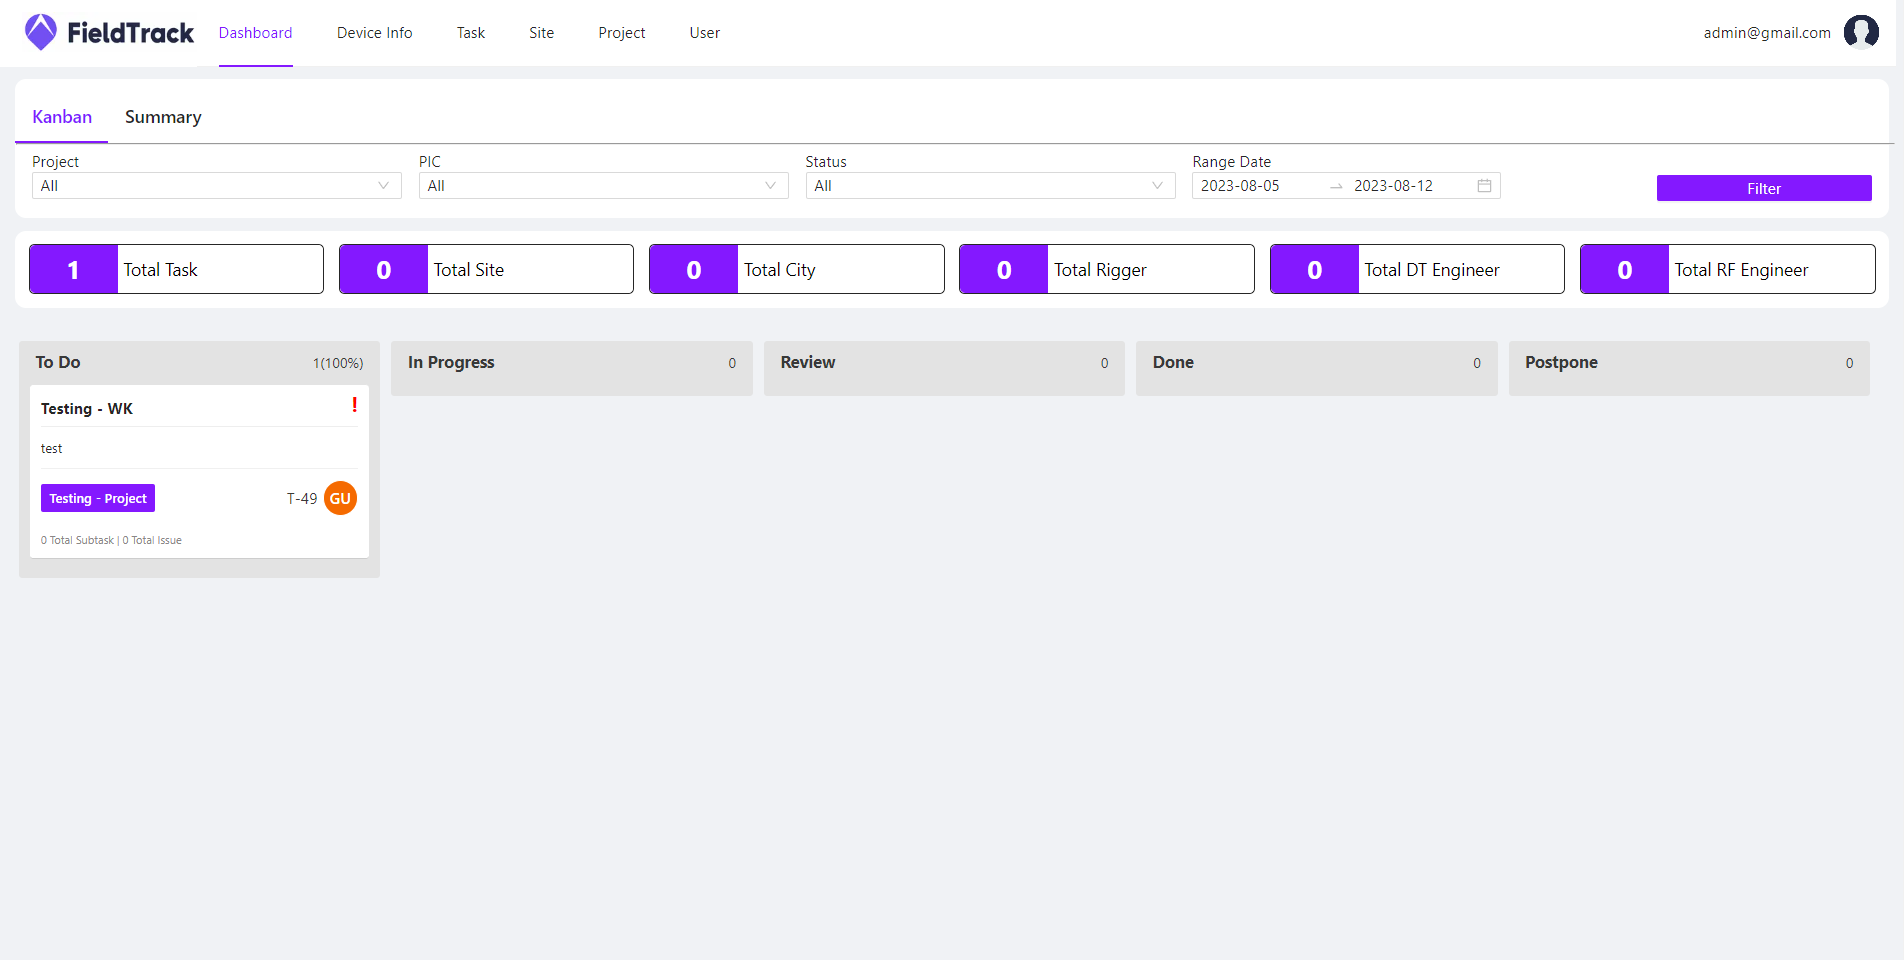 FieldTrack Dashboard Device Info Task Site Project User admin@gmail.com
Kanban Summary
Project PIC Status Range Date
All All All 2023-08-05 2023-08-12 Filter
1 Total Task 0 Total Site 0 Total City 0 Total Rigger 0 Total DT Engineer 0 Total RF Engineer
To Do 1(100%) In Progress 0 Review 0 Done 0 Postpone 0
Testing - WK !
test
Testing - Project T-49 GU
0 Total Subtask | 0 Total Issue